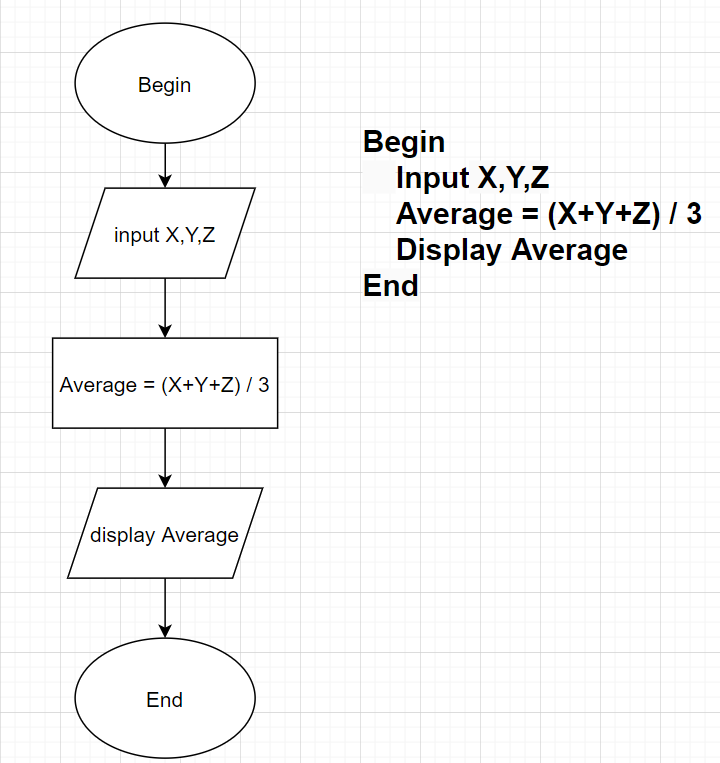 Begin
input X,Y,Z
Average = (X+Y+Z) / 3
display Average
End
Begin
Input X,Y,Z
Average = (X+Y+Z) / 3
Display Average
End